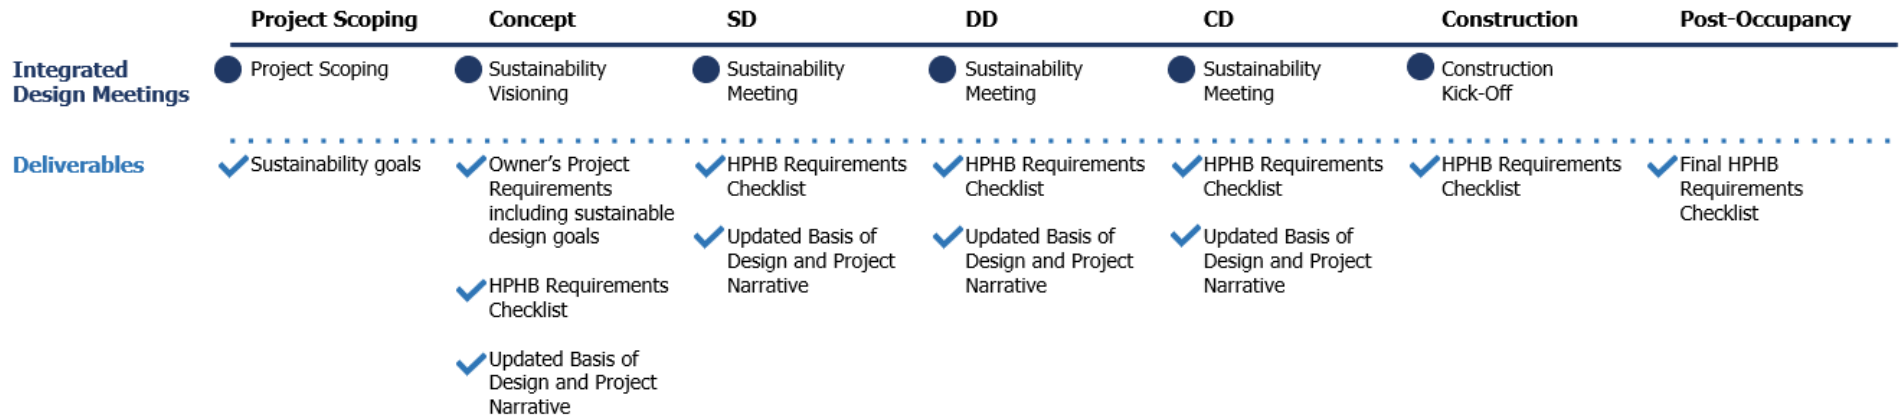 Project Scoping
Concept
SD
DD
CD
Construction
Post-Occupancy
Integrated
Design Meetings
Project Scoping
Sustainability
Visioning
Sustainability
Meeting
Sustainability
Meeting
Sustainability
Meeting
Construction
Kick-Off
Deliverables
Sustainability goals
Owner’s Project
Requirements
including sustainable
design goals
HPHB Requirements
Checklist
Updated Basis of
Design and Project
Narrative
HPHB Requirements
Checklist
Updated Basis of
Design and Project
Narrative
HPHB Requirements
Checklist
Updated Basis of
Design and Project
Narrative
HPHB Requirements
Checklist
Updated Basis of
Design and Project
Narrative
HPHB Requirements
Checklist
Final HPHB
Requirements
Checklist